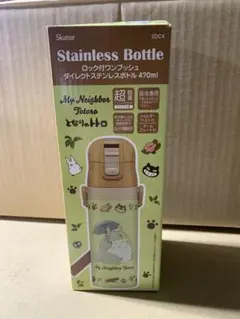 Skater
SDC4
Stainless Bottle
ロック付ワンプッシュ
ダイレクトステンレスボトル 470ml
超
My Neighbor
Totoro
となりのトトロ
My Neighbor Totoro